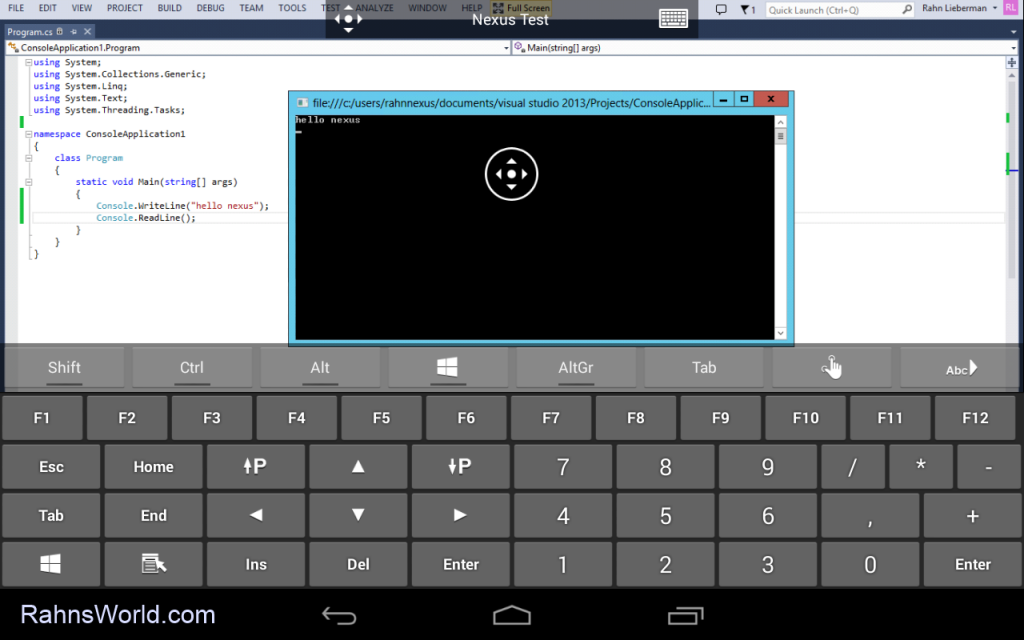 FILE EDIT VIEW PROJECT BUILD DEBUG TEAM TOOLS TEST ANALYZE WINDOW HELP Full Screen
Nexus Test
1 Quick Launch (Ctrl+Q) Rahn Lieberman RL
Program.cs
ConsoleApplication1.Program Main(string[] args)
using System;
using System.Collections.Generic;
using System.Linq;
using System.Text;
using System.Threading.Tasks;
namespace ConsoleApplication1
{
class Program
{
static void Main(string[] args)
{
Console.WriteLine("hello nexus");
Console.ReadLine();
}
}
}
file:///c:/users/rahnnexus/documents/visual studio 2013/Projects/ConsoleApplic...
hello nexus
Shift Ctrl Alt AltGr Tab Abc
F1 F2 F3 F4 F5 F6 F7 F8 F9 F10 F11 F12
Esc Home P P 7 8 9 / * -
Tab End 4 5 6 , +
Ins Del Enter 1 2 3 0 Enter
RahnsWorld.com